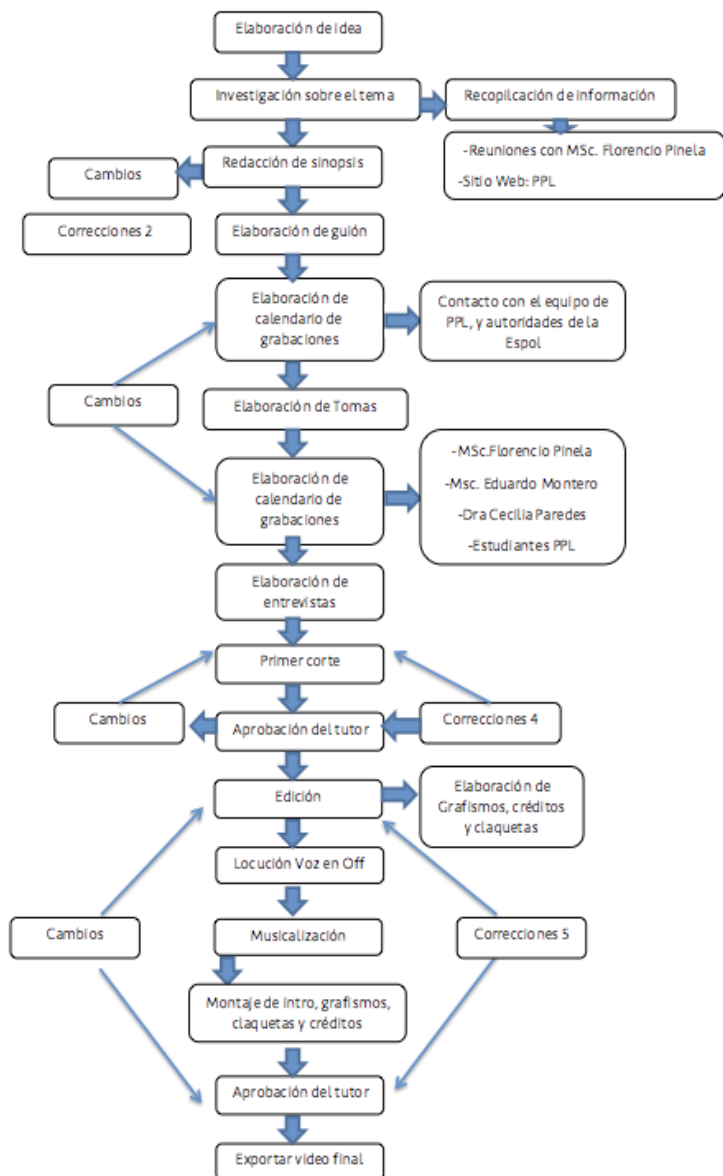 Elaboración de idea
Investigación sobre el tema
Recopilcación de información
-Reuniones con MSc. Florencio Pinela
-Sitio Web: PPL
Redacción de sinopsis
Cambios
Correcciones 2
Elaboración de guión
Elaboración de
calendario de
grabaciones
Contacto con el equipo de
PPL, y autoridades de la
Espol
Cambios
Elaboración de Tomas
Elaboración de
calendario de
grabaciones
-MSc.Florencio Pinela
-Msc. Eduardo Montero
-Dra Cecilia Paredes
-Estudiantes PPL
Elaboración de
entrevistas
Primer corte
Cambios
Aprobación del tutor
Correcciones 4
Edición
Elaboración de
Grafismos, créditos
y claquetas
Locución Voz en Off
Cambios
Musicalización
Correcciones 5
Montaje de intro, grafismos,
claquetas y créditos
Aprobación del tutor
Exportar video final